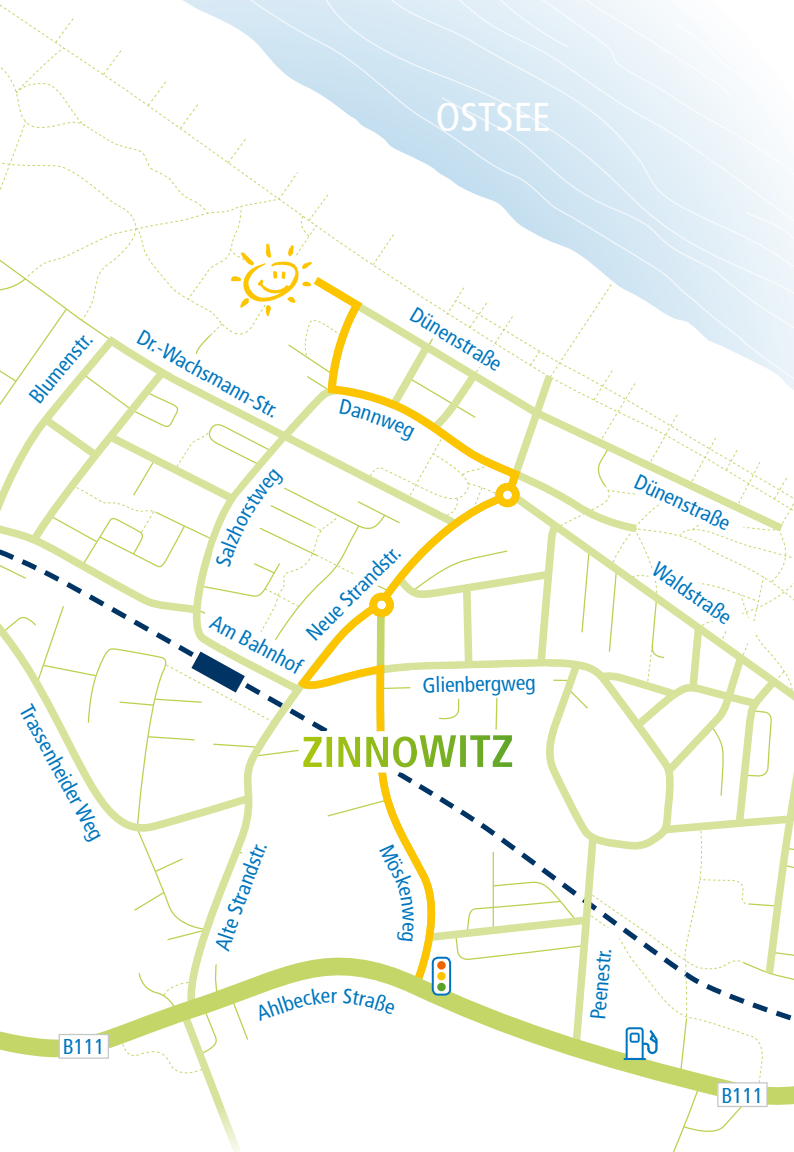 OSTSEE
Dünenstraße
Blumenstr.
Dr.-Wachsmann-Str.
Dannweg
Salzhorstweg
Dünenstraße
Neue Strandstr.
Waldstraße
Am Bahnhof
Glienbergweg
Trassenheider Weg
ZINNOWITZ
Alte Strandstr.
Möskenweg
Peenestr.
Ahlbecker Straße
B111
B111